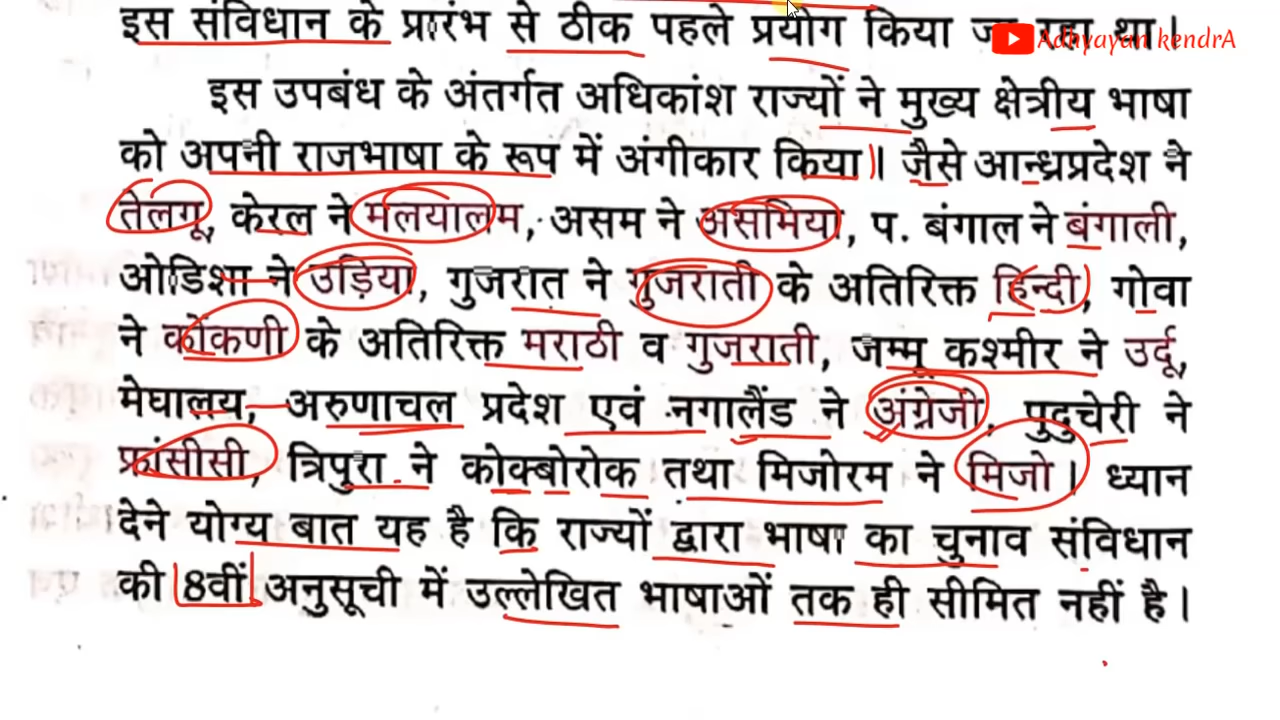 इस संविधान के प्रारंभ से ठीक पहले प्रयोग किया जा रहा था।
Adhyayan kendrA
इस उपबंध के अंतर्गत अधिकांश राज्यों ने मुख्य क्षेत्रीय भाषा
को अपनी राजभाषा के रूप में अंगीकार किया। जैसे आन्ध्रप्रदेश ने
तेलगू, केरल ने मलयालम, असम ने असमिया, प. बंगाल ने बंगाली,
ओडिशा ने उड़िया, गुजरात ने गुजराती के अतिरिक्त हिन्दी, गोवा
ने कोंकणी के अतिरिक्त मराठी व गुजराती, जम्मू कश्मीर ने उर्दू,
मेघालय, अरुणाचल प्रदेश एवं नगालैंड ने अंग्रेजी, पुदुचेरी ने
फ्रांसीसी, त्रिपुरा ने कोक्बोरोक तथा मिजोरम ने मिजो। ध्यान
देने योग्य बात यह है कि राज्यों द्वारा भाषा का चुनाव संविधान
की 8वीं अनुसूची में उल्लेखित भाषाओं तक ही सीमित नहीं है।